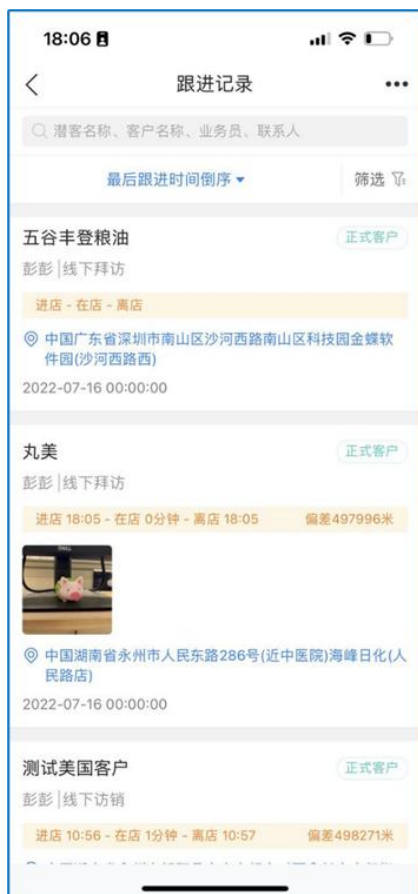 18:06
跟进记录
潜客名称、客户名称、业务员、联系人
最后跟进时间倒序 筛选
五谷丰登粮油 正式客户
彭彭|线下拜访
进店 - 在店 - 离店
中国广东省深圳市南山区沙河西路南山区科技园金蝶软
件园(沙河西路西)
2022-07-16 00:00:00
丸美 正式客户
彭彭|线下拜访
进店 18:05 - 在店 0分钟 - 离店 18:05 偏差497996米
DELL
中国湖南省永州市人民东路286号(近中医院)海峰日化(人
民路店)
2022-07-16 00:00:00
测试美国客户 正式客户
彭彭|线下访销
进店 10:56 - 在店 1分钟 - 离店 10:57 偏差498271米